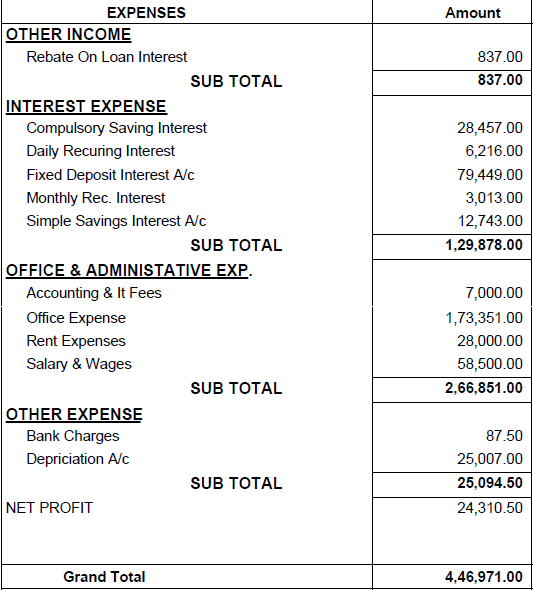 EXPENSES Amount
OTHER INCOME
Rebate On Loan Interest 837.00
SUB TOTAL 837.00
INTEREST EXPENSE
Compulsory Saving Interest 28,457.00
Daily Recuring Interest 6,216.00
Fixed Deposit Interest A/c 79,449.00
Monthly Rec. Interest 3,013.00
Simple Savings Interest A/c 12,743.00
SUB TOTAL 1,29,878.00
OFFICE & ADMINISTATIVE EXP.
Accounting & It Fees 7,000.00
Office Expense 1,73,351.00
Rent Expenses 28,000.00
Salary & Wages 58,500.00
SUB TOTAL 2,66,851.00
OTHER EXPENSE
Bank Charges 87.50
Depriciation A/c 25,007.00
SUB TOTAL 25,094.50
NET PROFIT 24,310.50
Grand Total 4,46,971.00